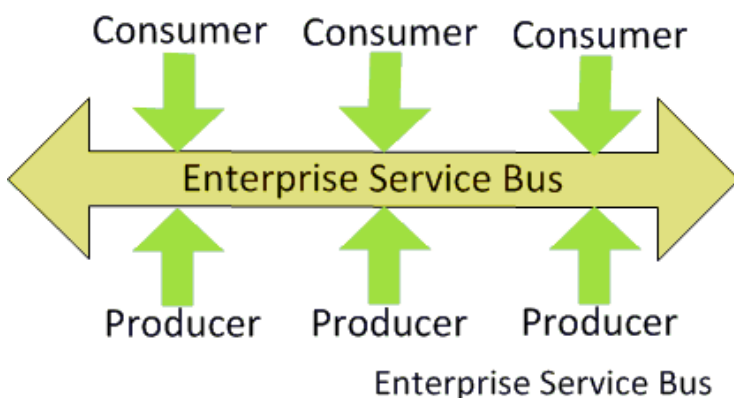 Consumer Consumer Consumer
Enterprise Service Bus
Producer Producer Producer
Enterprise Service Bus